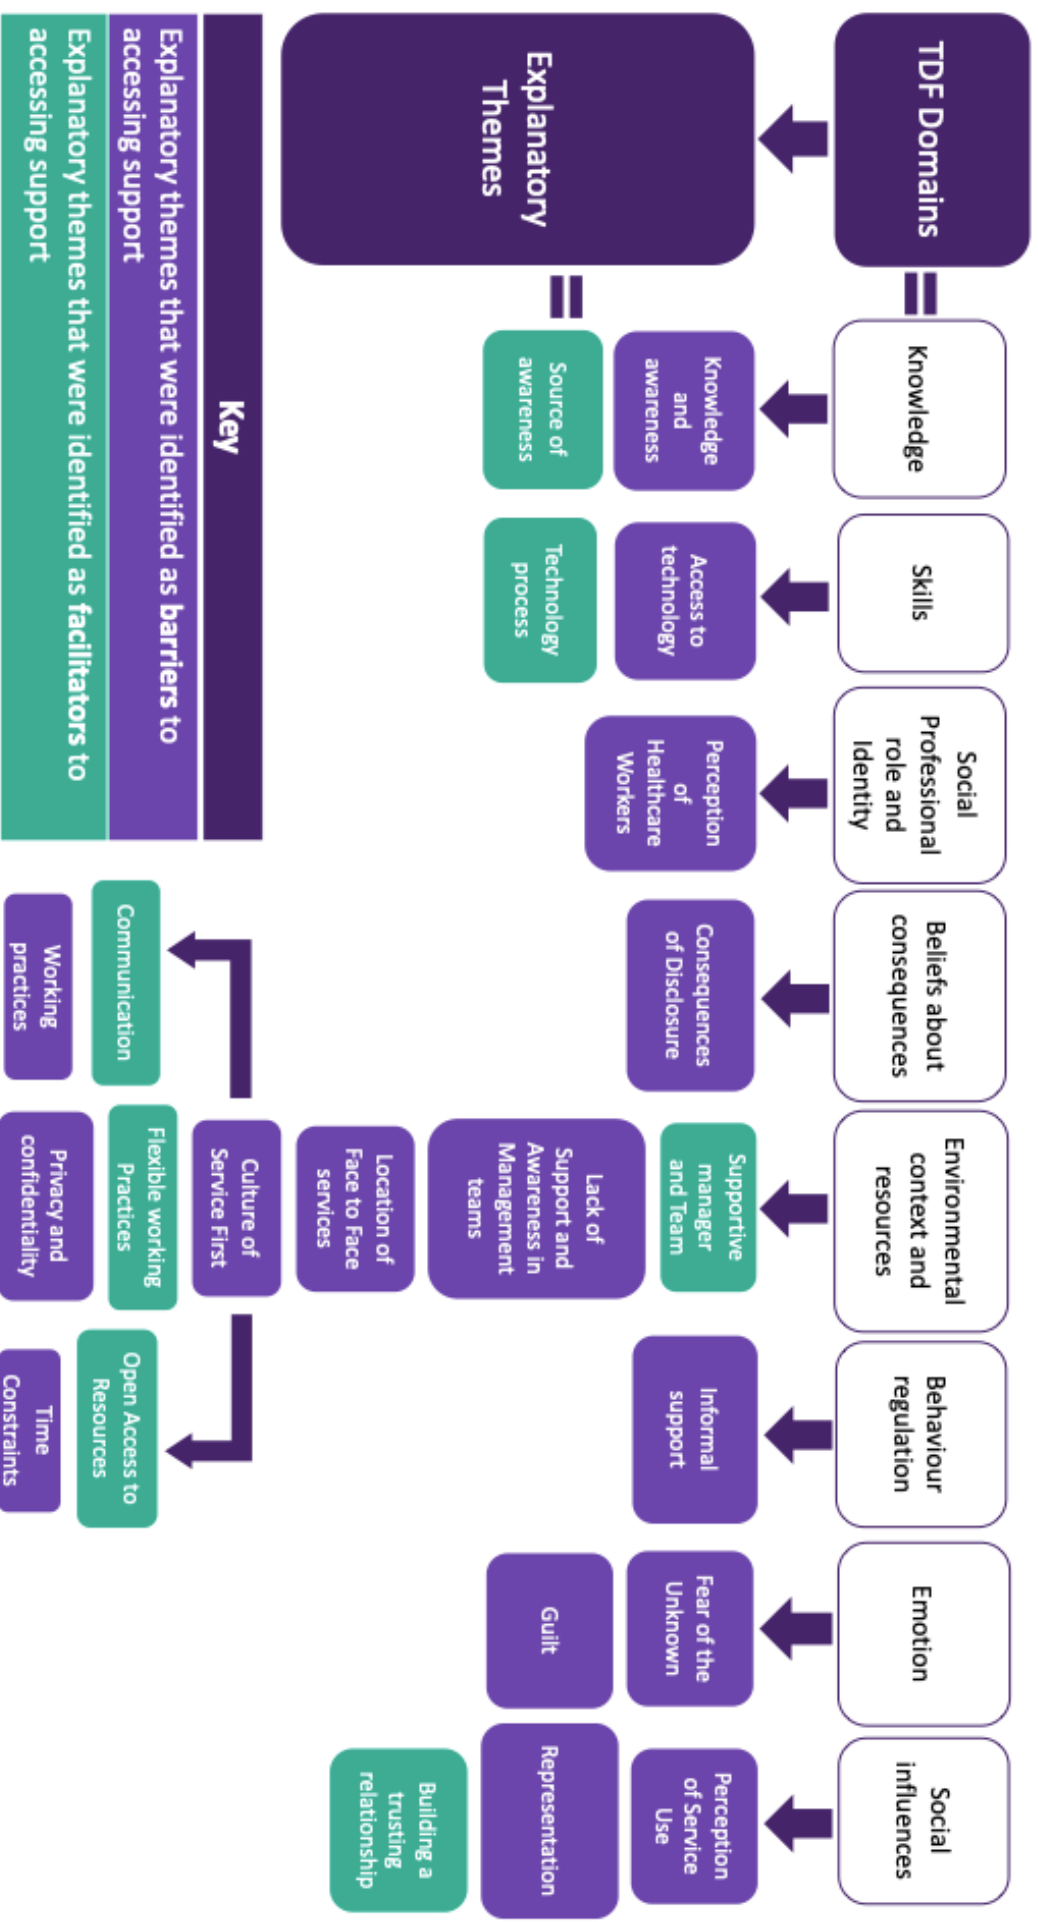 TDF Domains
Knowledge
Skills
Social
Professional
role and
Identity
Beliefs about
consequences
Environmental
context and
resources
Behaviour
regulation
Emotion
Social
influences
Explanatory
Themes
Knowledge
and
awareness
Source of
awareness
Access to
technology
Technology
process
Perception
of
Healthcare
Workers
Consequences
of Disclosure
Supportive
manager
and Team
Lack of
Support and
Awareness in
Management
teams
Location of
Face to Face
services
Culture of
Service First
Informal
support
Fear of the
Unknown
Guilt
Perception
of Service
Use
Representation
Building a
trusting
relationship
Communication
Working
practices
Flexible working
Practices
Privacy and
confidentiality
Open Access to
Resources
Time
Constraints
Key
Explanatory themes that were identified as barriers to
accessing support
Explanatory themes that were identified as facilitators to
accessing support